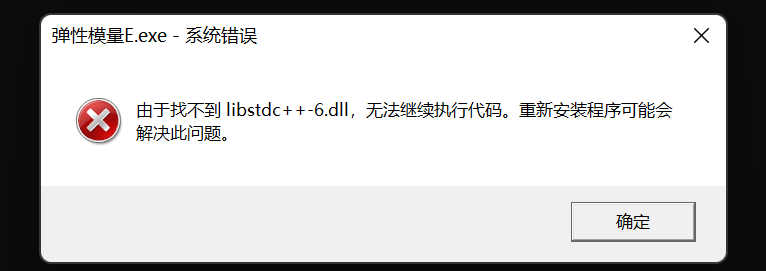 弹性模量E.exe - 系统错误
由于找不到 libstdc++-6.dll，无法继续执行代码。重新安装程序可能会
解决此问题。
确定